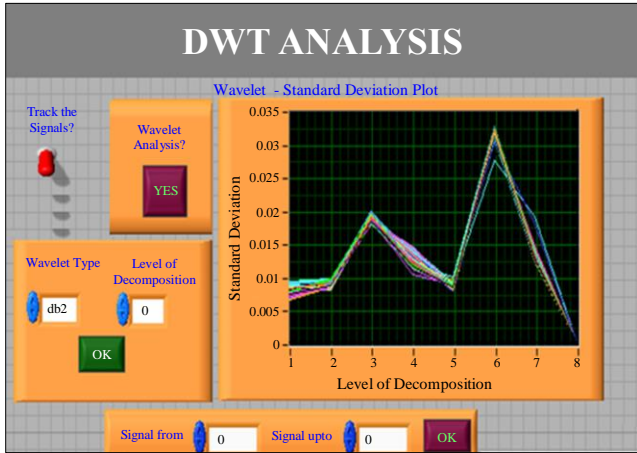 DWT ANALYSIS
Wavelet - Standard Deviation Plot
Track the
Signals?
Wavelet
Analysis?
YES
Wavelet Type
Level of
Decomposition
db2
0
OK
Standard Deviation
0.035
0.03
0.025
0.02
0.015
0.01
0.005
0
1 2 3 4 5 6 7 8
Level of Decomposition
Signal from
0
Signal upto
0
OK